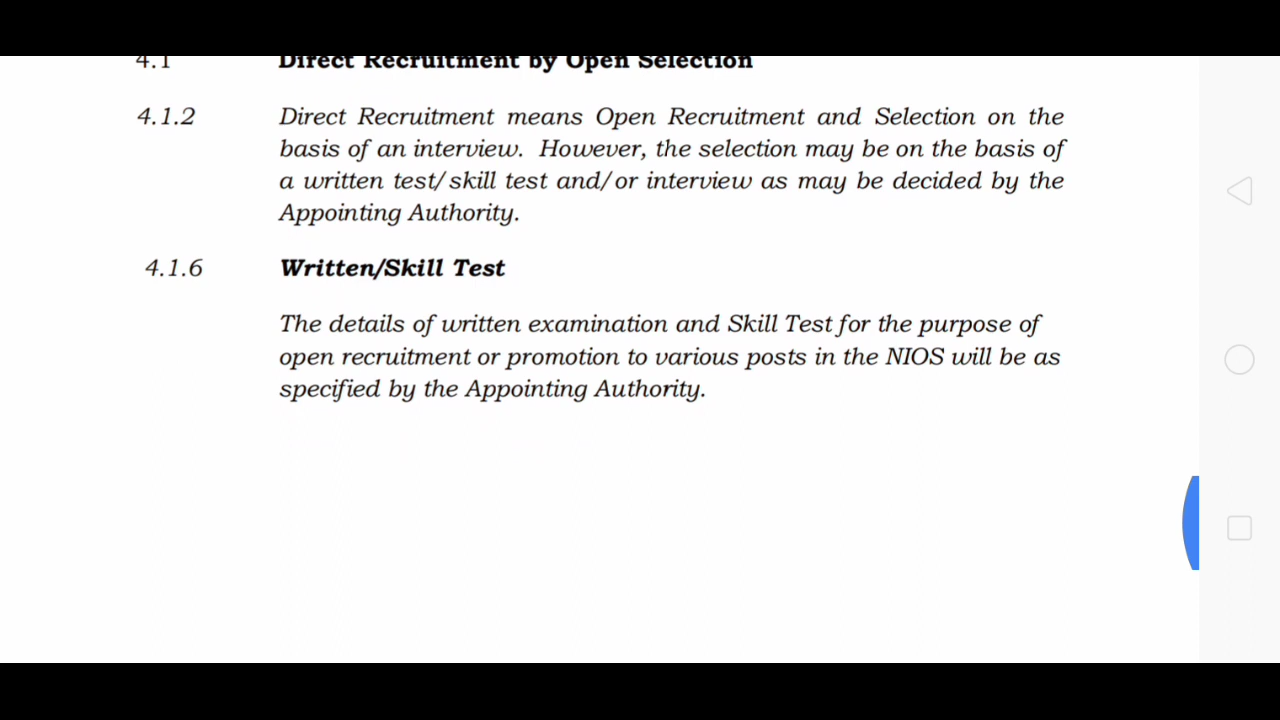 4.1 Direct Recruitment by Open Selection
4.1.2 Direct Recruitment means Open Recruitment and Selection on the
basis of an interview. However, the selection may be on the basis of
a written test/skill test and/or interview as may be decided by the
Appointing Authority.
4.1.6 Written/Skill Test
The details of written examination and Skill Test for the purpose of
open recruitment or promotion to various posts in the NIOS will be as
specified by the Appointing Authority.